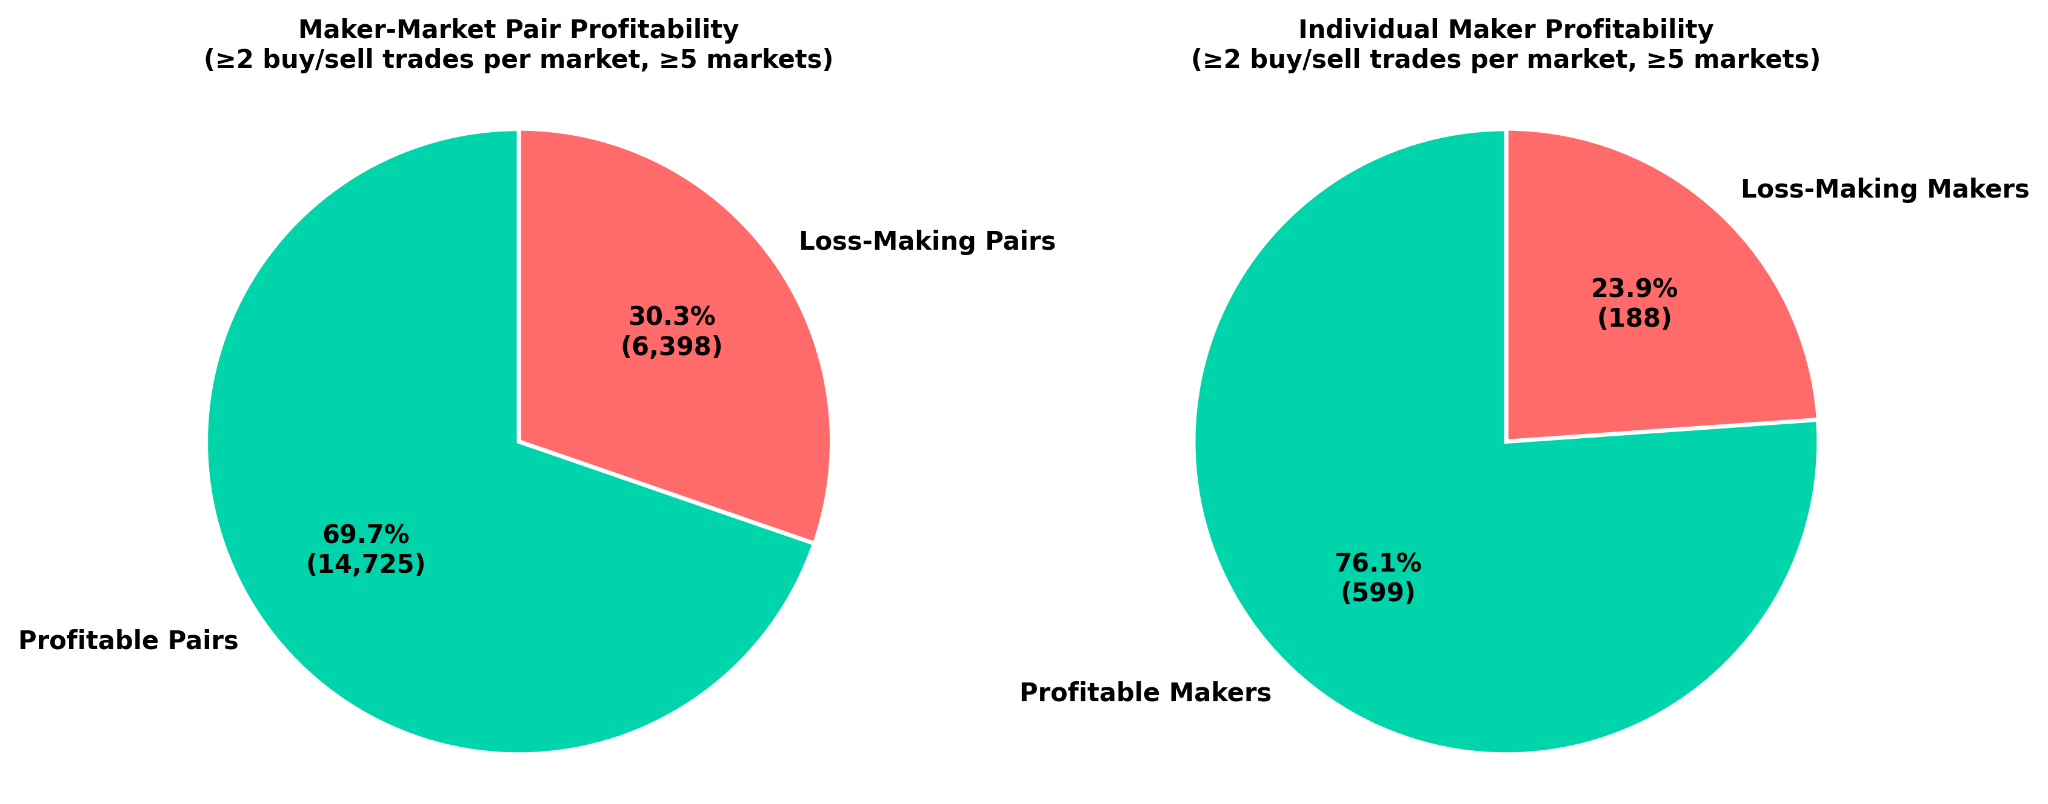 Maker-Market Pair Profitability
(≥2 buy/sell trades per market, ≥5 markets)
Loss-Making Pairs
30.3%
(6,398)
69.7%
(14,725)
Profitable Pairs
Individual Maker Profitability
(≥2 buy/sell trades per market, ≥5 markets)
Loss-Making Makers
23.9%
(188)
76.1%
(599)
Profitable Makers